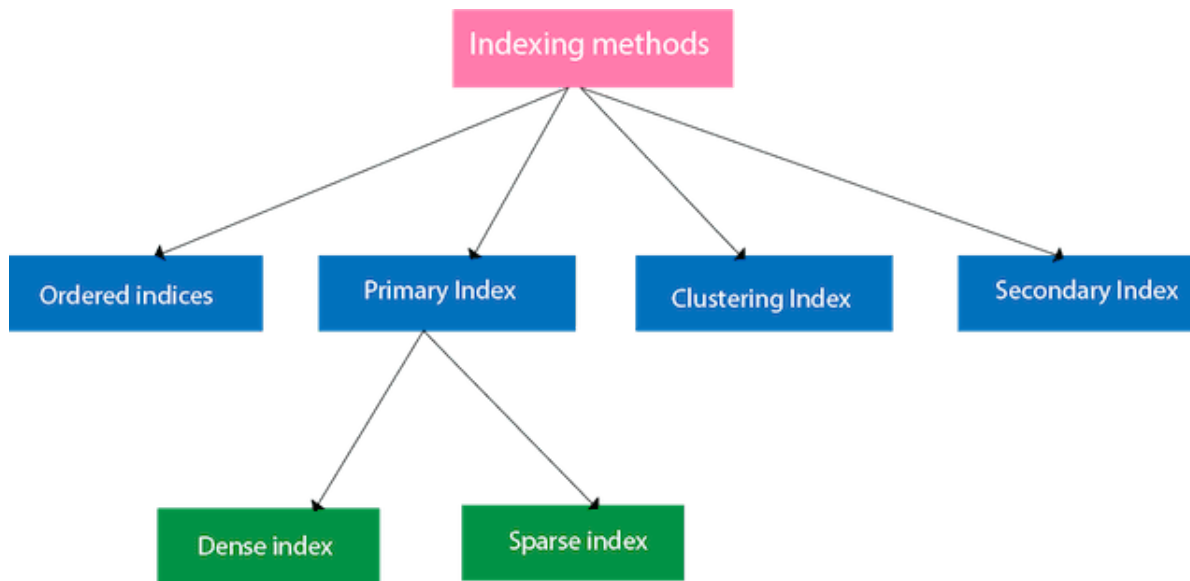 Indexing methods
Ordered indices
Primary Index
Clustering Index
Secondary Index
Dense index
Sparse index